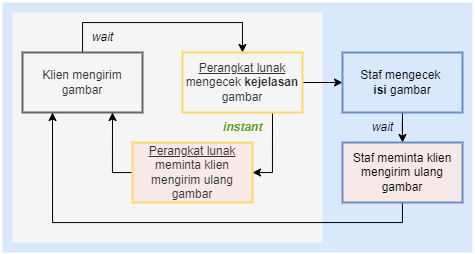 wait
Klien mengirim
gambar
Perangkat lunak
mengecek kejelasan
gambar
Staf mengecek
isi gambar
instant
wait
Perangkat lunak
meminta klien
mengirim ulang
gambar
Staf meminta klien
mengirim ulang
gambar